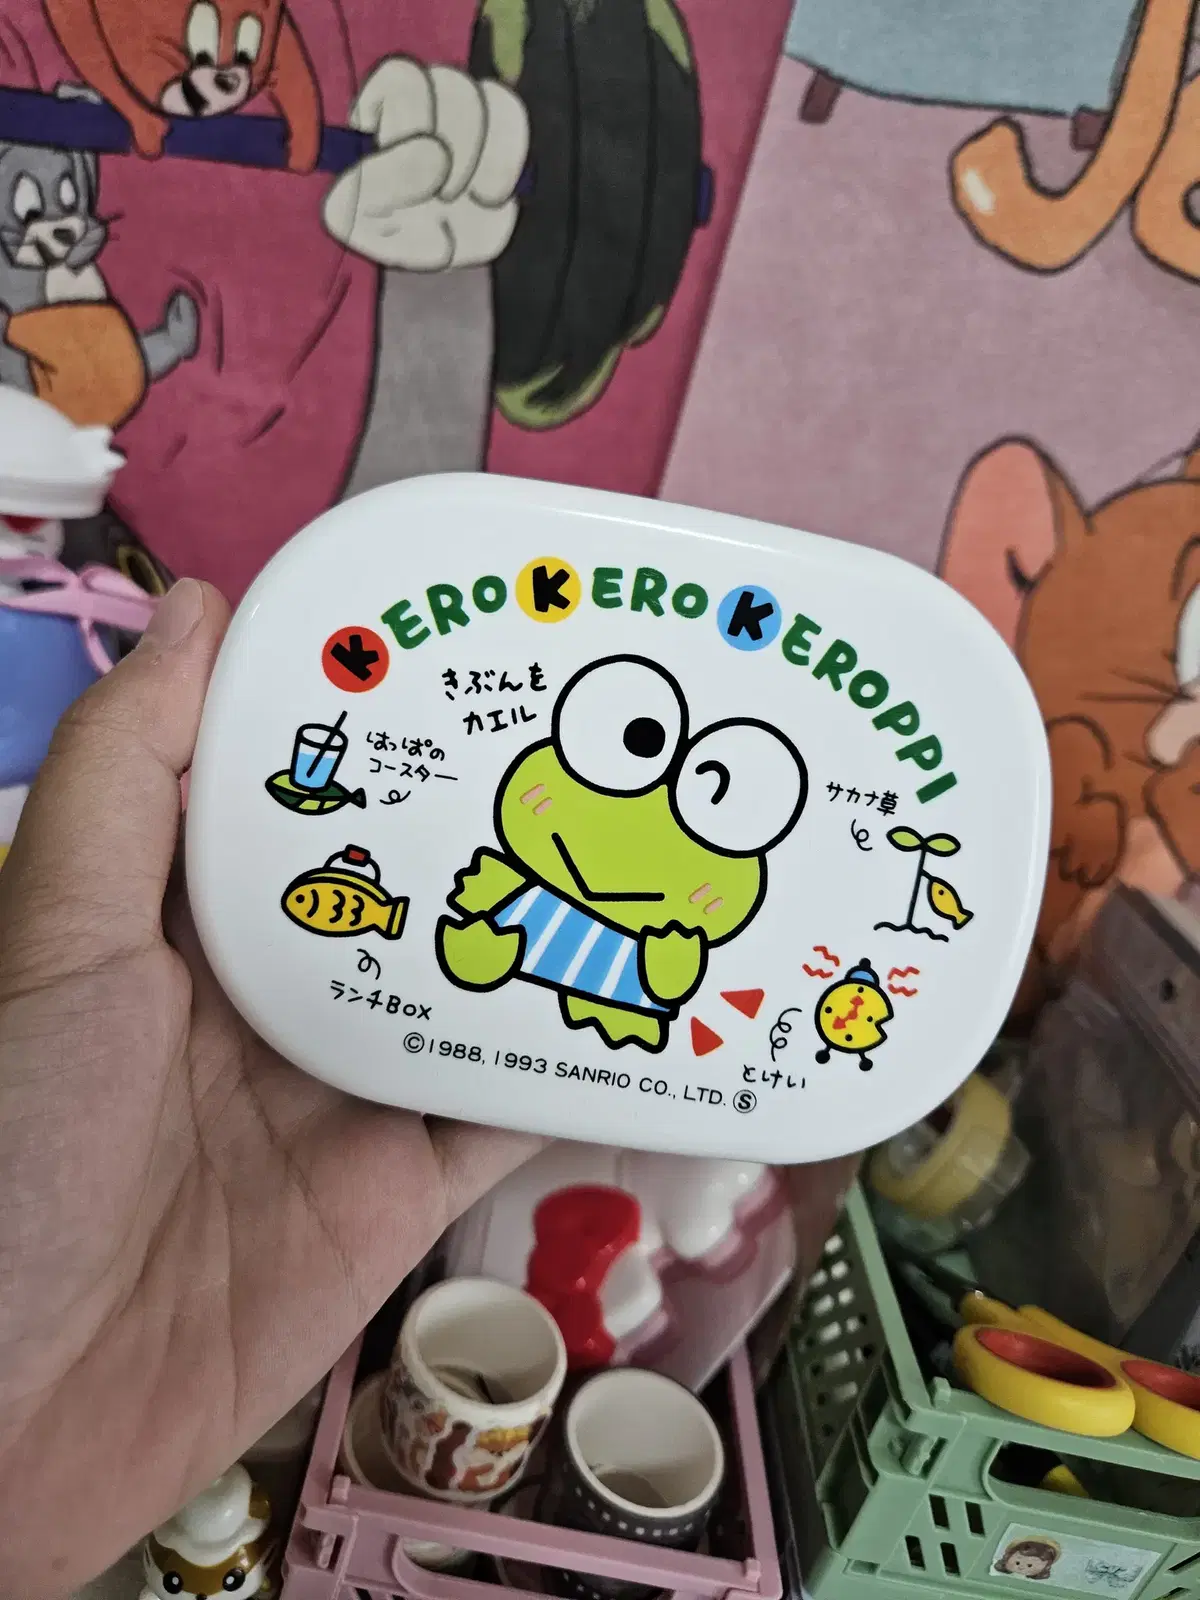 KEROKEROKEROPPI
きぶんを
カエル
はっぱの
コースター
サカナ草
ランチBOX
とけい
©1988, 1993 SANRIO CO., LTD. Ⓢ